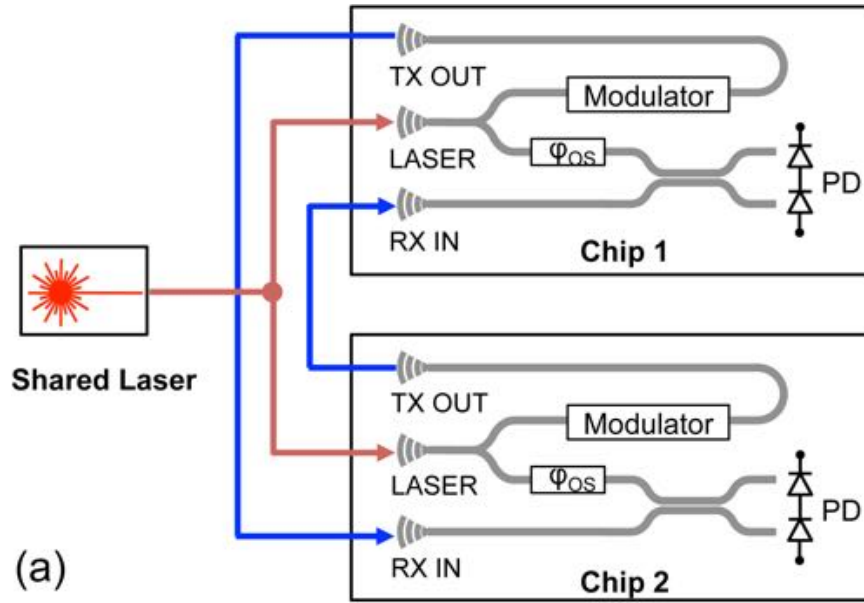 TX OUT
Modulator
LASER
φOS
PD
RX IN
Chip 1
Shared Laser
TX OUT
Modulator
LASER
φOS
PD
RX IN
Chip 2
(a)